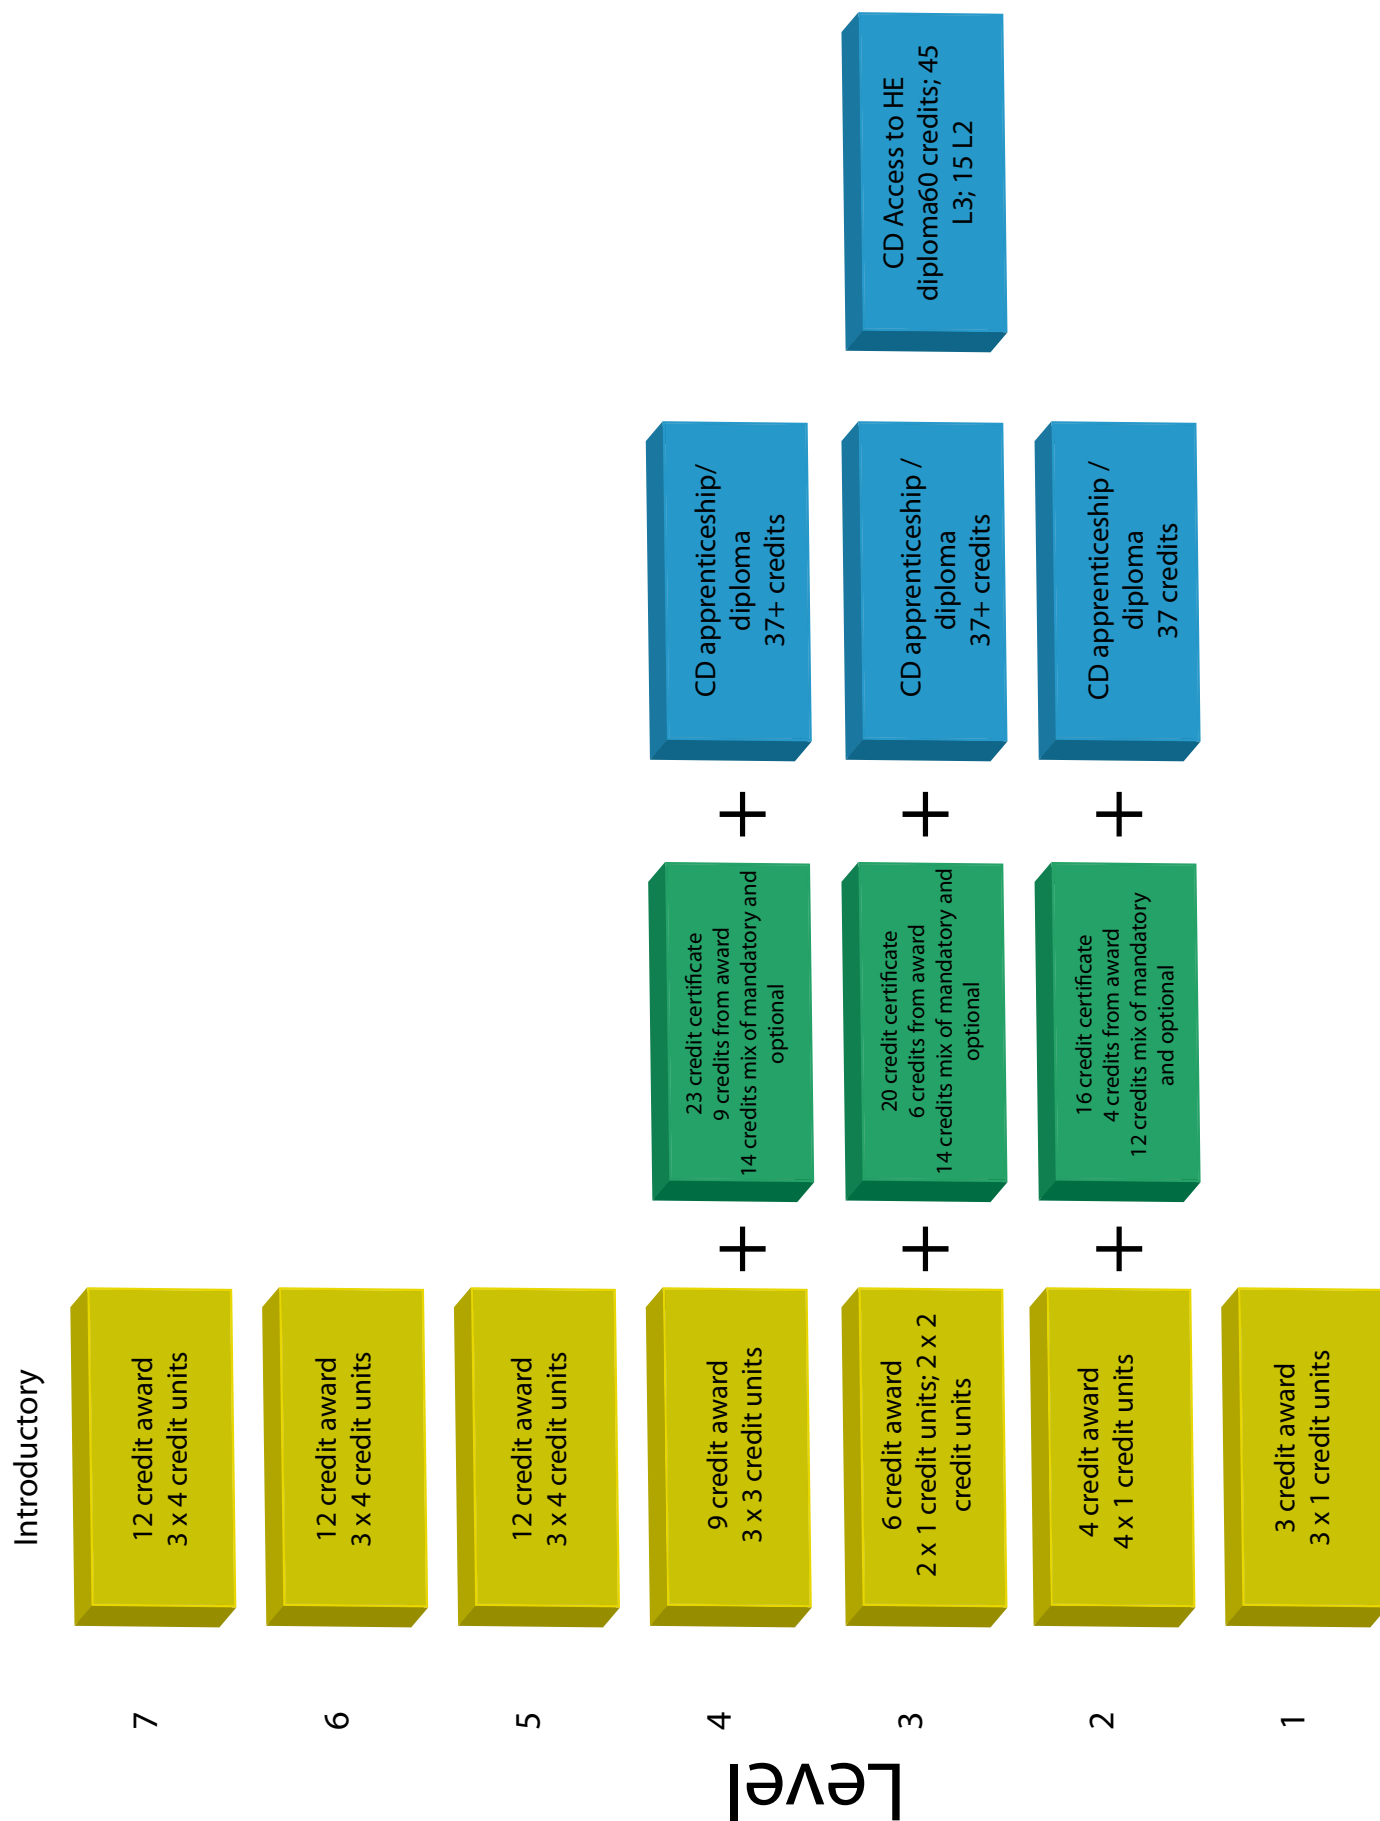 Introductory
Level
7
12 credit award
3 x 4 credit units
6
12 credit award
3 x 4 credit units
5
12 credit award
3 x 4 credit units
4
9 credit award
3 x 3 credit units
+
23 credit certificate
9 credits from award
14 credits mix of mandatory and
optional
+
CD apprenticeship/
diploma
37+ credits
3
6 credit award
2 x 1 credit units; 2 x 2
credit units
+
20 credit certificate
6 credits from award
14 credits mix of mandatory and
optional
+
CD apprenticeship /
diploma
37+ credits
CD Access to HE
diploma60 credits; 45
L3; 15 L2
2
4 credit award
4 x 1 credit units
+
16 credit certificate
4 credits from award
12 credits mix of mandatory
and optional
+
CD apprenticeship /
diploma
37 credits
1
3 credit award
3 x 1 credit units